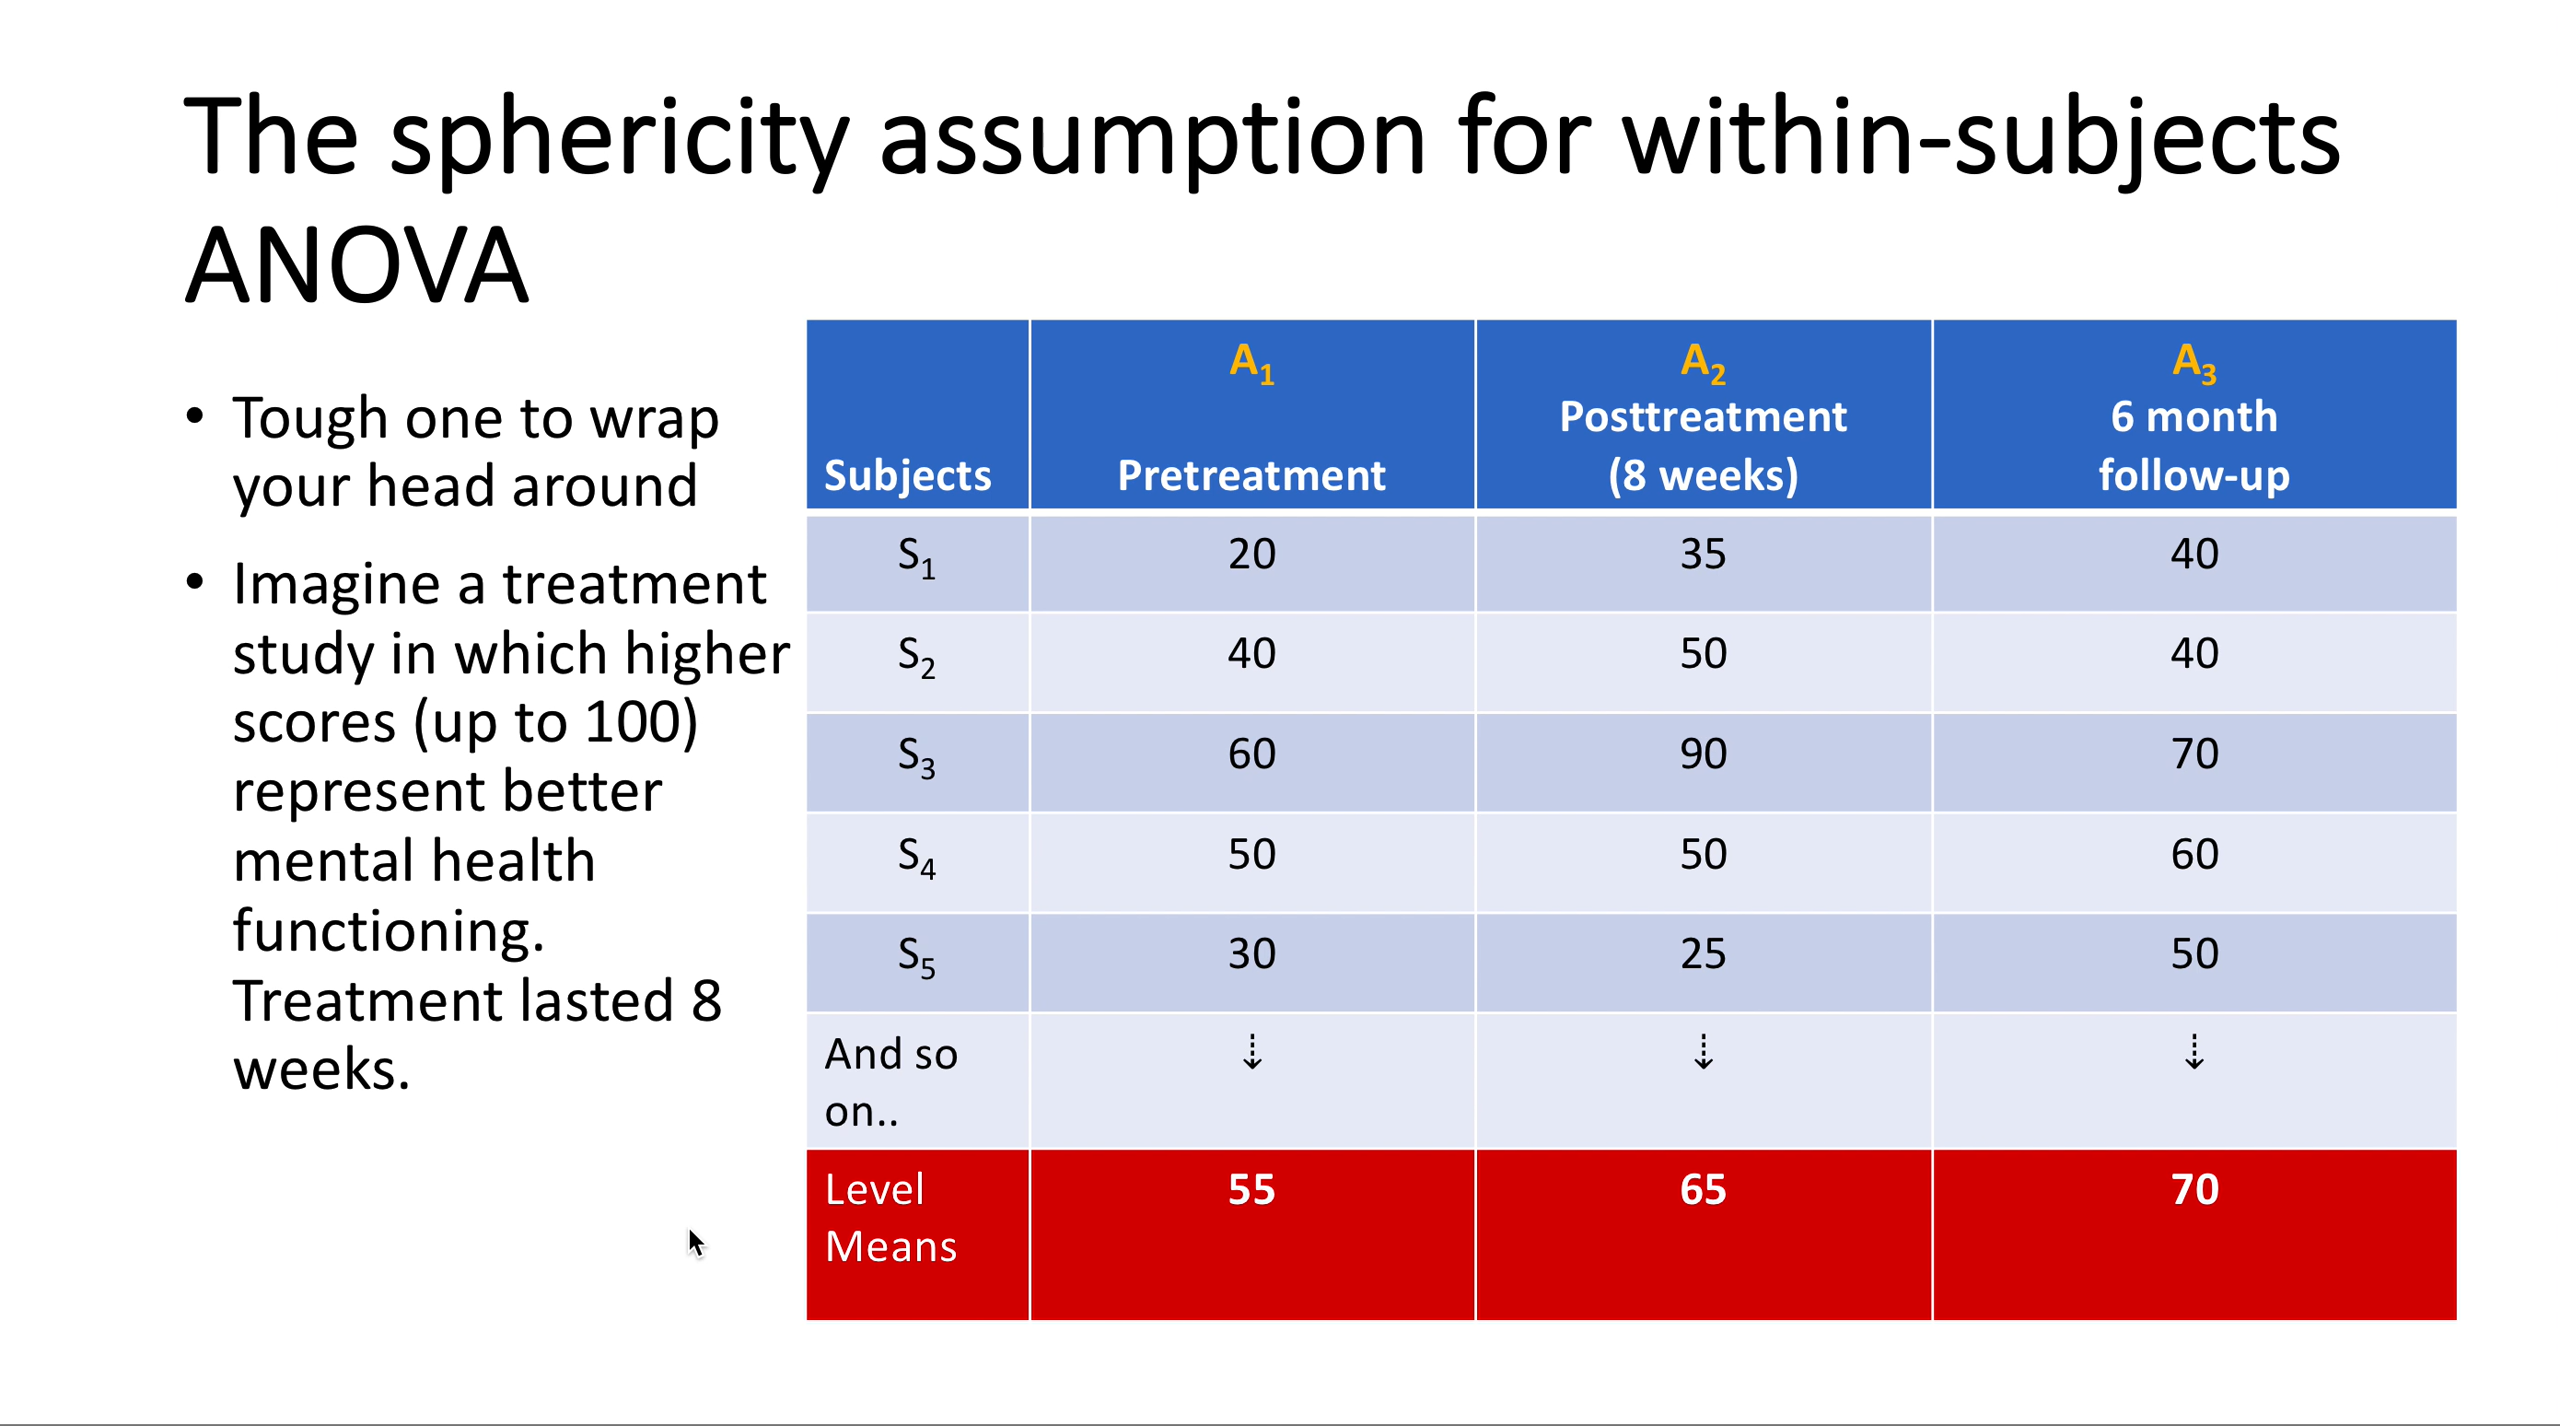 The sphericity assumption for within-subjects
ANOVA
• Tough one to wrap
your head around
• Imagine a treatment
study in which higher
scores (up to 100)
represent better
mental health
functioning.
Treatment lasted 8
weeks.
A₁ A₂ A₃
Posttreatment 6 month
Subjects Pretreatment (8 weeks) follow-up
S₁ 20 35 40
S₂ 40 50 40
S₃ 60 90 70
S₄ 50 50 60
S₅ 30 25 50
And so ⇣ ⇣ ⇣
on..
Level 55 65 70
Means